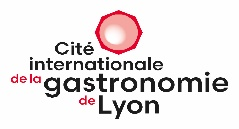 Cité
internationale
de la gastronomie
de Lyon